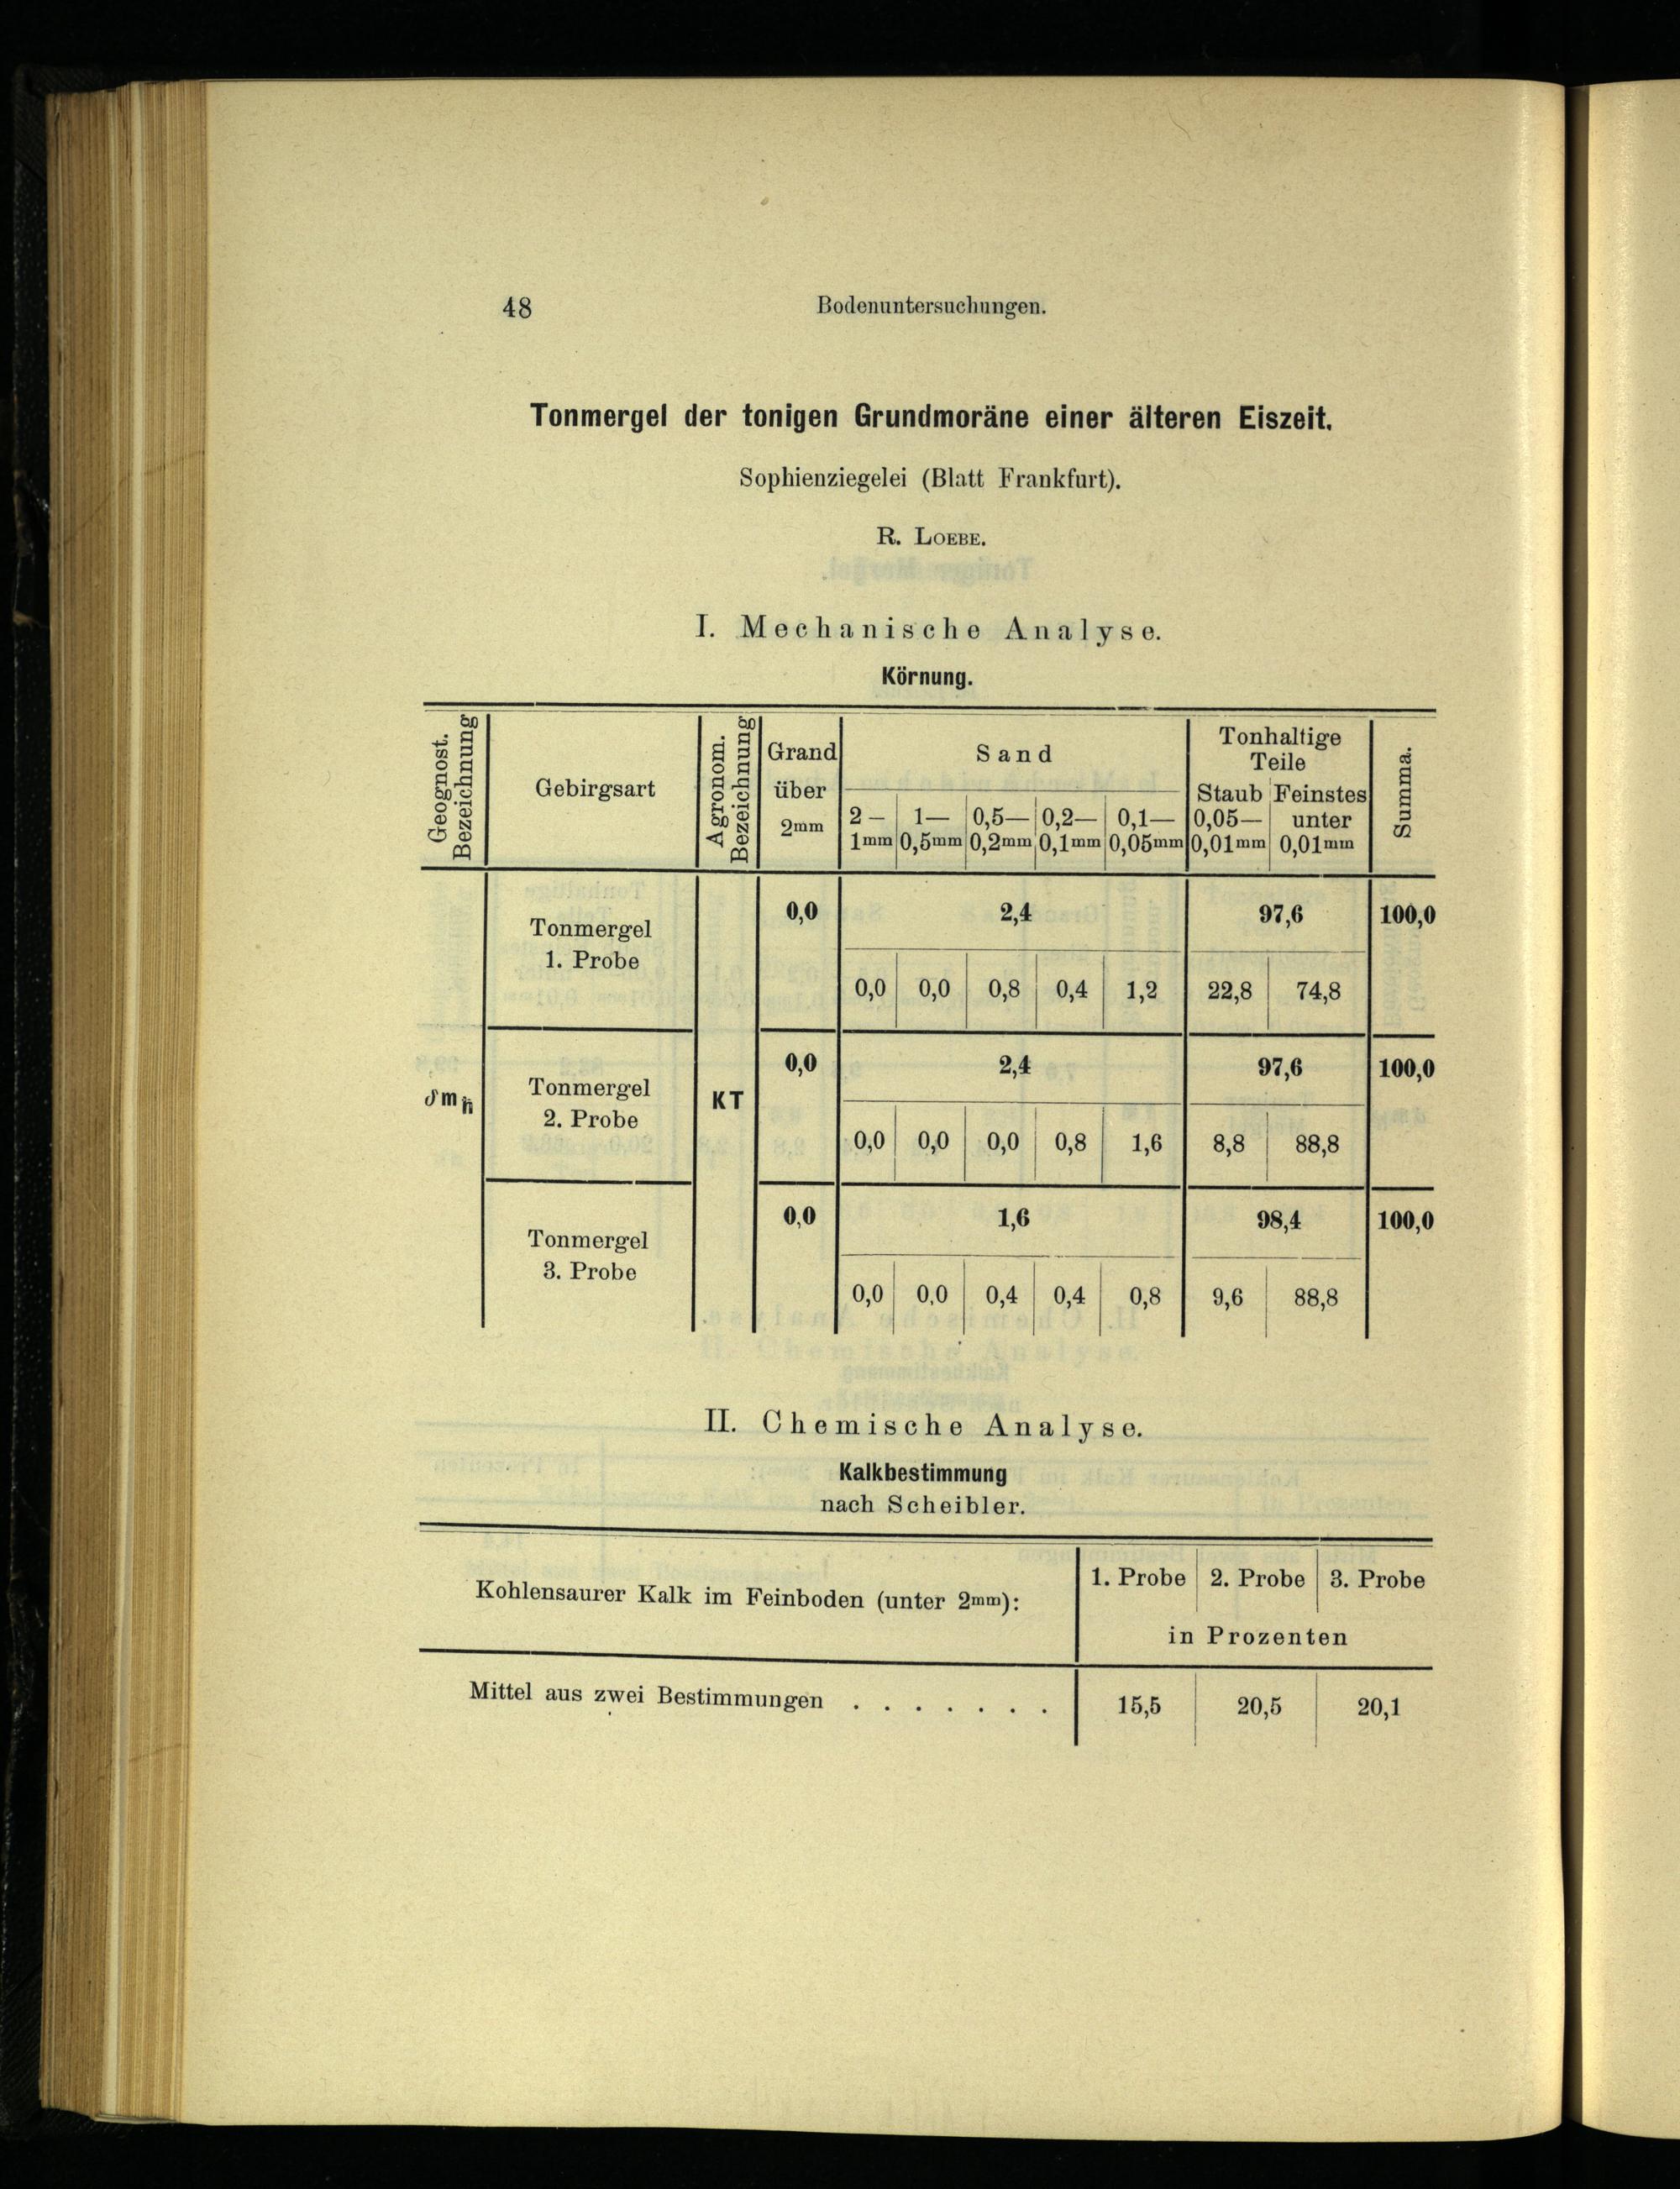 48 Bodenuntersuchungen.
Tonmergel der tonigen Grundmoräne einer älteren Eiszeit.
Sophienziegelei (Blatt Frankfurt).
R. LOEBE.
I. Mechanische Analyse.
Körnung.
Geognost. Bezeichnung
Gebirgsart
Agronom. Bezeichnung
Grand über 2mm
Sand
2— 1mm 1— 0,5mm 0,5— 0,2mm 0,2— 0,1mm 0,1— 0,05mm
Tonhaltige Teile
Staub 0,05— 0,01mm Feinstes unter 0,01mm
Summa.
Tonmergel 1. Probe
0,0 2,4 97,6 100,0
0,0 0,0 0,8 0,4 1,2 22,8 74,8
δm KT
Tonmergel 2. Probe
0,0 2,4 97,6 100,0
0,0 0,0 0,0 0,8 1,6 8,8 88,8
Tonmergel 3. Probe
0,0 1,6 98,4 100,0
0,0 0,0 0,4 0,4 0,8 9,6 88,8
II. Chemische Analyse.
Kalkbestimmung
nach Scheibler.
Kohlensaurer Kalk im Feinboden (unter 2mm):
1. Probe 2. Probe 3. Probe
in Prozenten
Mittel aus zwei Bestimmungen . . . . . . . 15,5 20,5 20,1